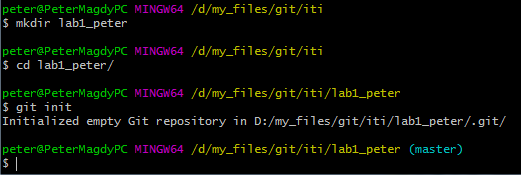 peter@PeterMagdyPC MINGW64 /d/my_files/git/iti
$ mkdir lab1_peter
peter@PeterMagdyPC MINGW64 /d/my_files/git/iti
$ cd lab1_peter/
peter@PeterMagdyPC MINGW64 /d/my_files/git/iti/lab1_peter
$ git init
Initialized empty Git repository in D:/my_files/git/iti/lab1_peter/.git/
peter@PeterMagdyPC MINGW64 /d/my_files/git/iti/lab1_peter (master)
$